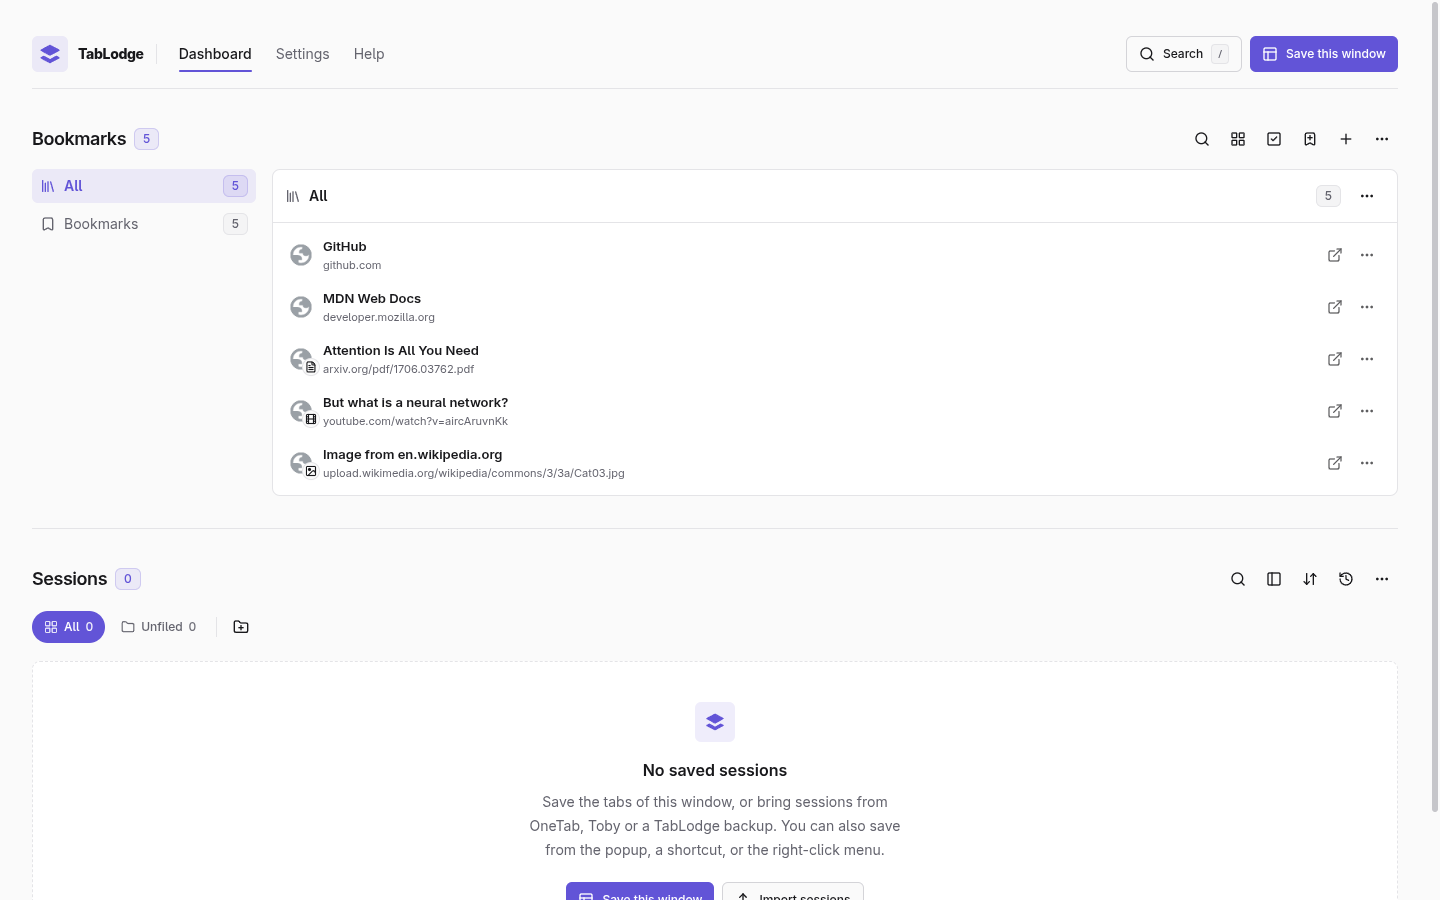 TabLodge
Dashboard
Settings
Help
Search /
Save this window
Bookmarks 5
All 5
Bookmarks 5
All 5
GitHub
github.com
MDN Web Docs
developer.mozilla.org
Attention Is All You Need
arxiv.org/pdf/1706.03762.pdf
But what is a neural network?
youtube.com/watch?v=aircAruvnKk
Image from en.wikipedia.org
upload.wikimedia.org/wikipedia/commons/3/3a/Cat03.jpg
Sessions 0
All 0
Unfiled 0
No saved sessions
Save the tabs of this window, or bring sessions from
OneTab, Toby or a TabLodge backup. You can also save
from the popup, a shortcut, or the right-click menu.
Save this window
Import sessions